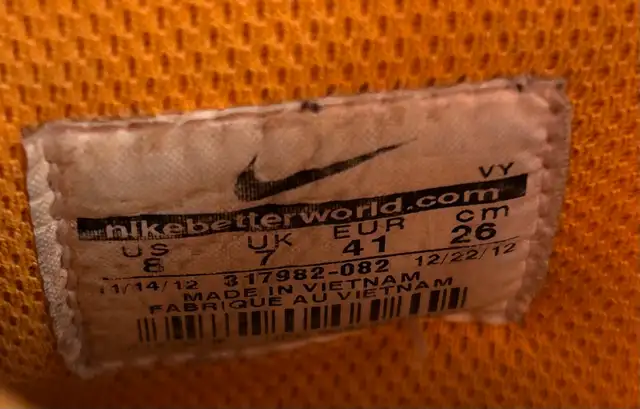 VY
nikebetterworld.com
US UK EUR cm
8 7 41 26
11/14/12 317982-082 12/22/12
MADE IN VIETNAM
FABRIQUE AU VIETNAM